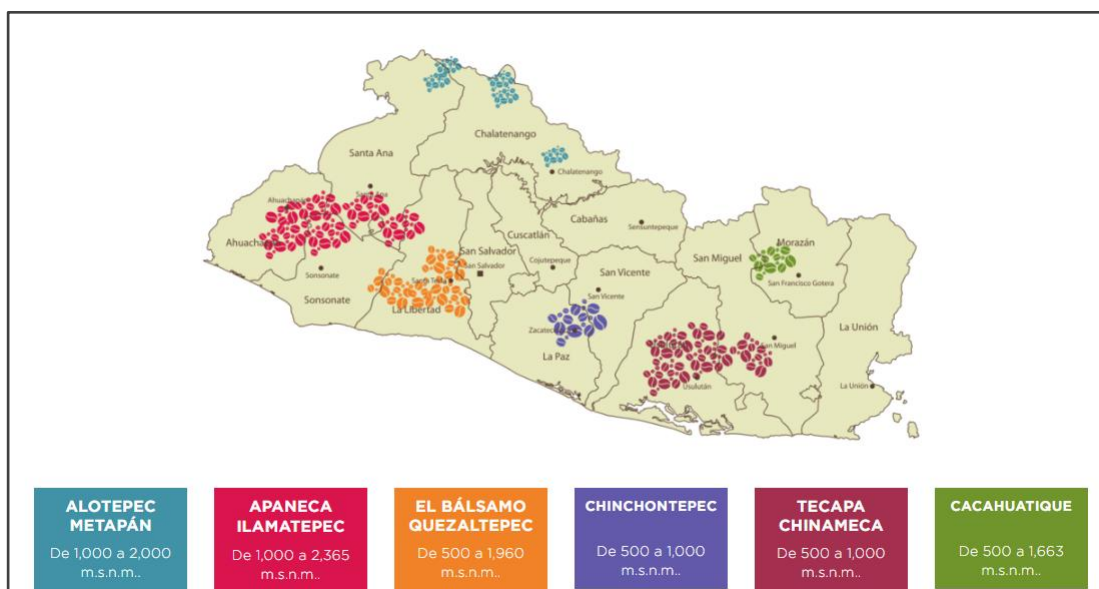 Chalatenango
Santa Ana
Chalatenango
Ahuachapán
Santa Ana
Cabañas
Sensuntepeque
Cuscatlán
Morazán
San Salvador
San Miguel
Cojutepeque
San Salvador
San Vicente
San Francisco Gotera
Sonsonate
Santa Tecla
San Vicente
Sonsonate
La Libertad
La Unión
San Miguel
La Paz
Usulután
La Unión
ALOTEPEC
METAPÁN
De 1,000 a 2,000
m.s.n.m..
APANECA
ILAMATEPEC
De 1,000 a 2,365
m.s.n.m..
EL BÁLSAMO
QUEZALTEPEC
De 500 a 1,960
m.s.n.m..
CHINCHONTEPEC
De 500 a 1,000
m.s.n.m..
TECAPA
CHINAMECA
De 500 a 1,000
m.s.n.m..
CACAHUATIQUE
De 500 a 1,663
m.s.n.m..